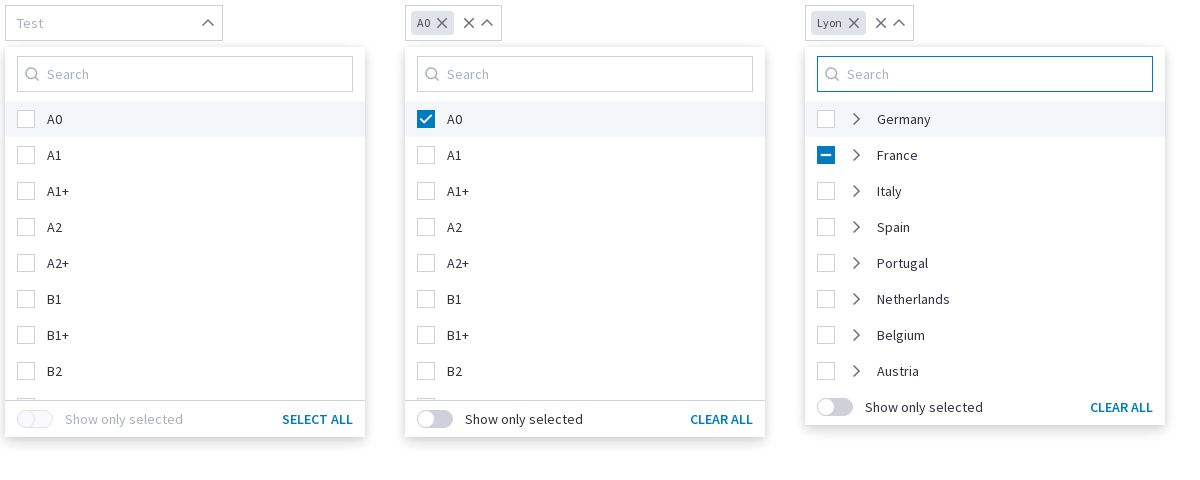 Test
Search
A0
A1
A1+
A2
A2+
B1
B1+
B2
Show only selected
SELECT ALL
A0
Search
A0
A1
A1+
A2
A2+
B1
B1+
B2
Show only selected
CLEAR ALL
Lyon
Search
Germany
France
Italy
Spain
Portugal
Netherlands
Belgium
Austria
Show only selected
CLEAR ALL